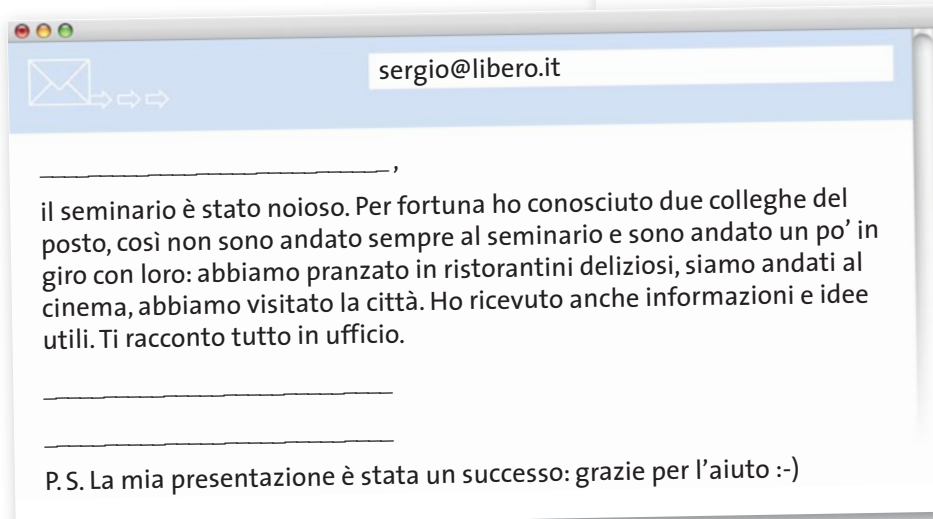 sergio@libero.it
____________________________,
il seminario è stato noioso. Per fortuna ho conosciuto due colleghe del
posto, così non sono andato sempre al seminario e sono andato un po’ in
giro con loro: abbiamo pranzato in ristorantini deliziosi, siamo andati al
cinema, abbiamo visitato la città. Ho ricevuto anche informazioni e idee
utili. Ti racconto tutto in ufficio.
____________________________
____________________________
P. S. La mia presentazione è stata un successo: grazie per l’aiuto :-)